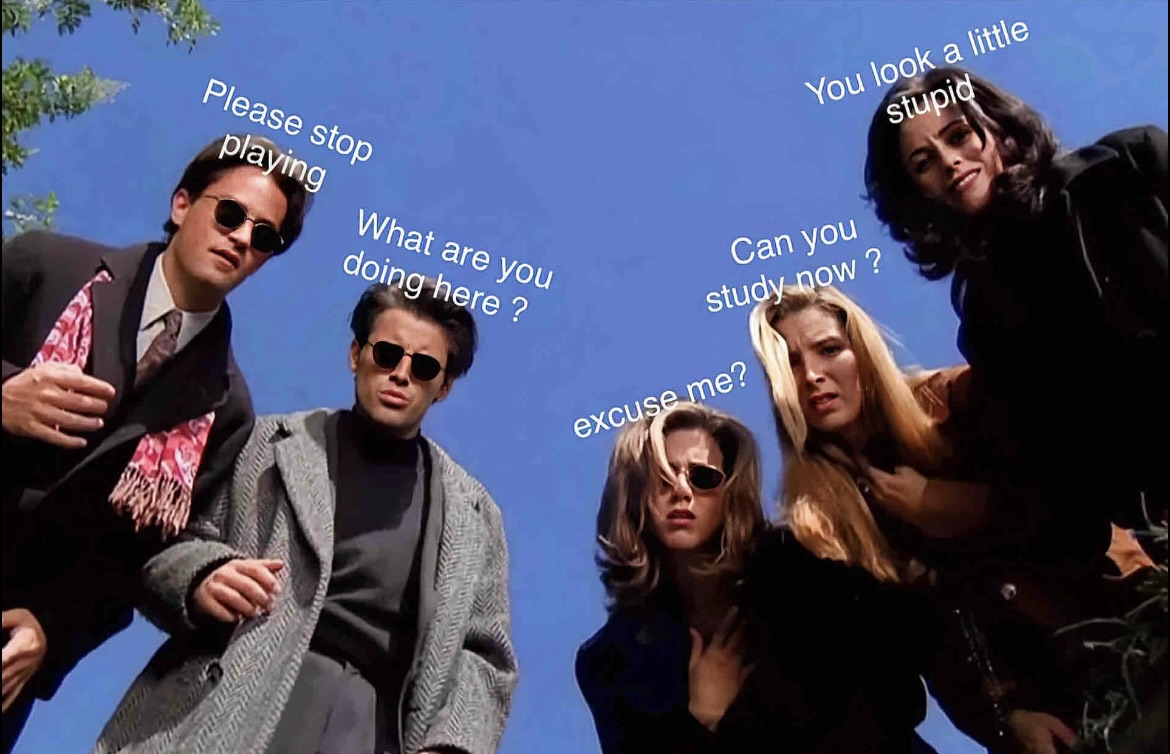 Please stop
playing
What are you
doing here ?
excuse me?
Can you
study now ?
You look a little
stupid